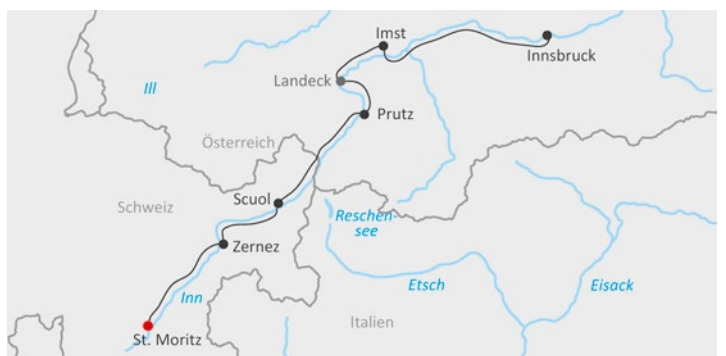 Imst
Innsbruck
Landeck
Ill
Prutz
Österreich
Scuol
Schweiz
Reschen-
see
Zernez
Inn
Etsch
Eisack
Italien
St. Moritz